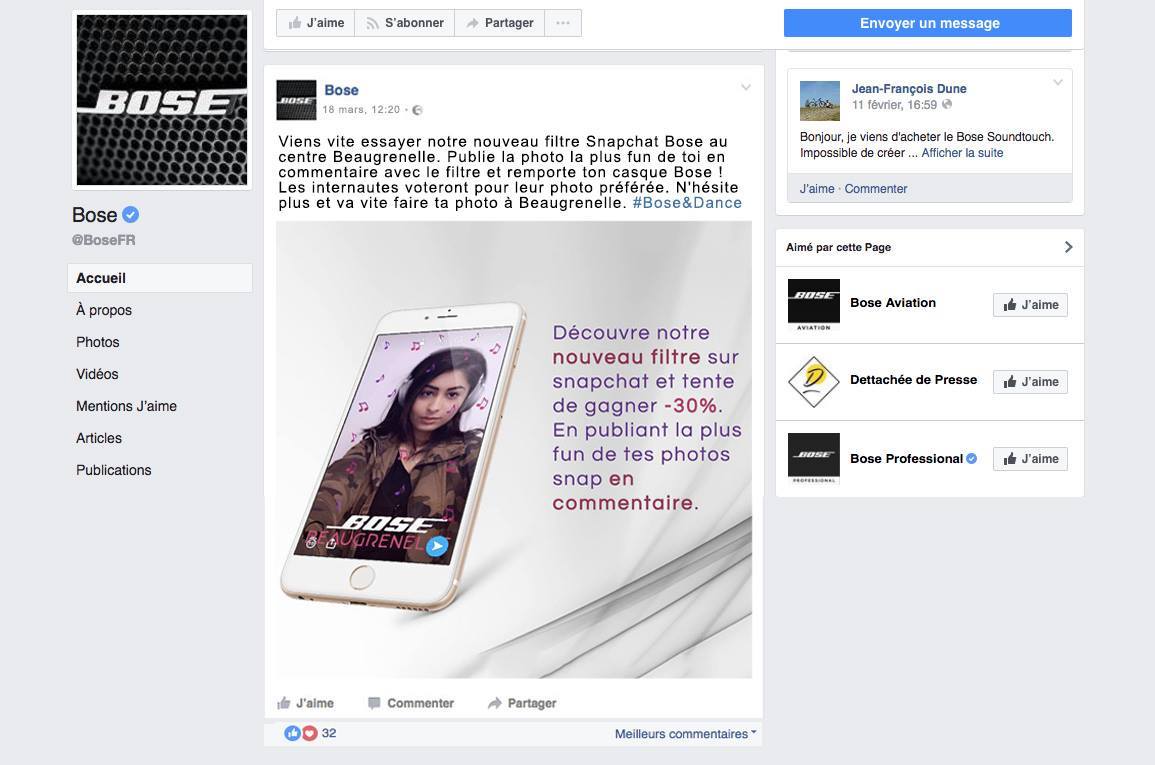 J'aime
S'abonner
Partager
Envoyer un message
BOSE
Bose
@BoseFR
Accueil
À propos
Photos
Vidéos
Mentions J'aime
Articles
Publications
BOSE
Bose
18 mars, 12:20
Viens vite essayer notre nouveau filtre Snapchat Bose au
centre Beaugrenelle. Publie la photo la plus fun de toi en
commentaire avec le filtre et remporte ton casque Bose !
Les internautes voteront pour leur photo préférée. N'hésite
plus et va vite faire ta photo à Beaugrenelle. #Bose&Dance
Découvre notre
nouveau filtre sur
snapchat et tente
de gagner -30%.
En publiant la plus
fun de tes photos
snap en
commentaire.
BOSE
BEAUGRENEL
J'aime
Commenter
Partager
32
Meilleurs commentaires
Jean-François Dune
11 février, 16:59
Bonjour, je viens d'acheter le Bose Soundtouch.
Impossible de créer ... Afficher la suite
J'aime · Commenter
Aimé par cette Page
BOSE
AVIATION
Bose Aviation
J'aime
D
Dettachée de Presse
J'aime
BOSE
PROFESSIONAL
Bose Professional
J'aime